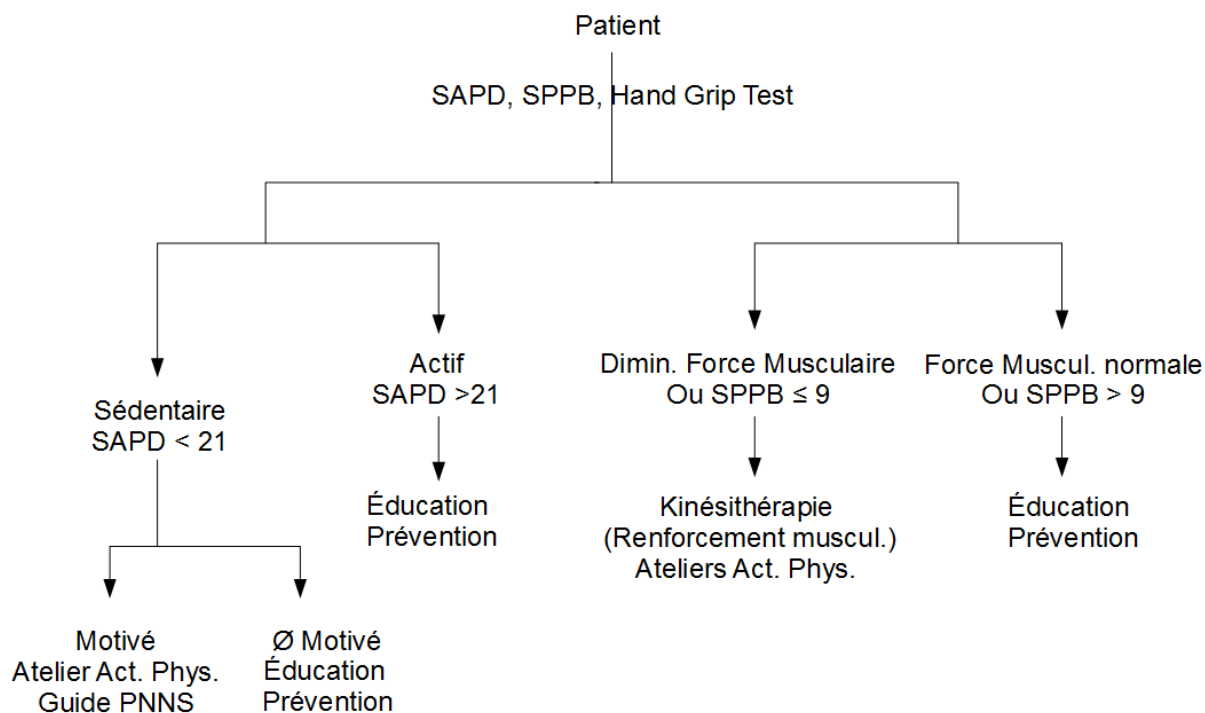 Patient
SAPD, SPPB, Hand Grip Test
Sédentaire
SAPD < 21
Actif
SAPD >21
Dimin. Force Musculaire
Ou SPPB ≤ 9
Force Muscul. normale
Ou SPPB > 9
Éducation
Prévention
Kinésithérapie
(Renforcement muscul.)
Ateliers Act. Phys.
Éducation
Prévention
Motivé
Atelier Act. Phys.
Guide PNNS
Ø Motivé
Éducation
Prévention